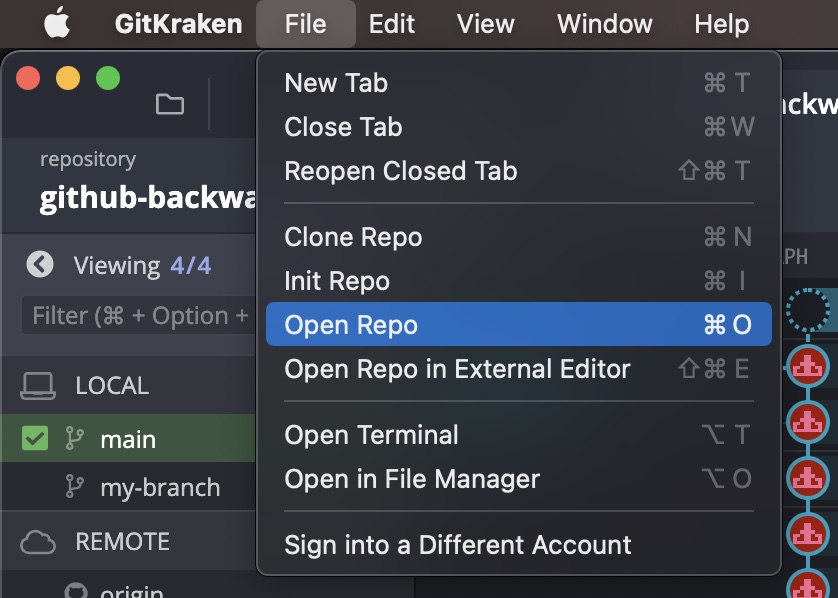 GitKraken File Edit View Window Help
repository
github-backwa
Viewing 4/4
Filter (⌘ + Option +
LOCAL
main
my-branch
REMOTE
origin
New Tab ⌘ T
Close Tab ⌘ W
Reopen Closed Tab ⇧⌘ T
Clone Repo ⌘ N
Init Repo ⌘ I
Open Repo ⌘ O
Open Repo in External Editor ⇧⌘ E
Open Terminal ⌥ T
Open in File Manager ⌥ O
Sign into a Different Account
ackw
PH